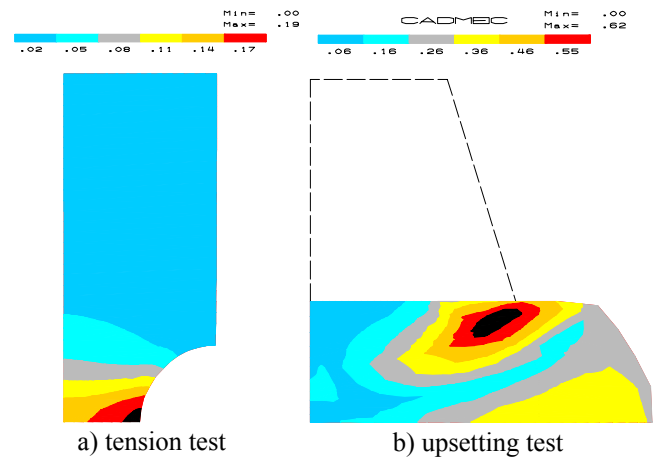 Min= .00
Max= .19
.02 .05 .08 .11 .14 .17
CADMEC
Min= .00
Max= .62
.06 .16 .26 .36 .46 .55
a) tension test
b) upsetting test